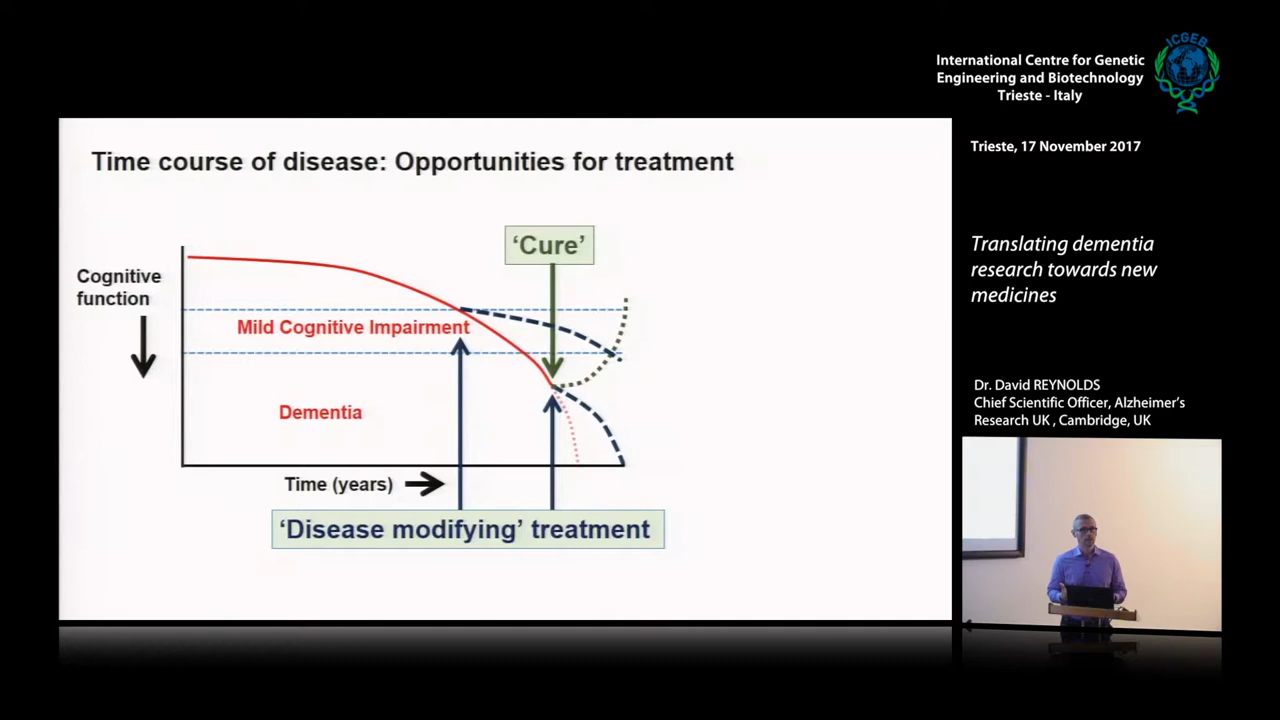 ICGEB
International Centre for Genetic
Engineering and Biotechnology
Trieste - Italy
Trieste, 17 November 2017
Time course of disease: Opportunities for treatment
‘Cure’
Cognitive
function
Mild Cognitive Impairment
Dementia
Time (years)
‘Disease modifying’ treatment
Translating dementia
research towards new
medicines
Dr. David REYNOLDS
Chief Scientific Officer, Alzheimer’s
Research UK , Cambridge, UK